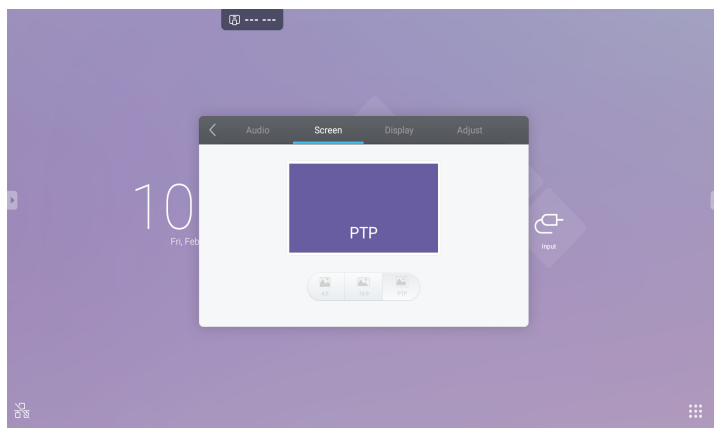 --- ---
Audio Screen Display Adjust
PTP
10
Fri, Feb
Input
4:3 16:9 PTP